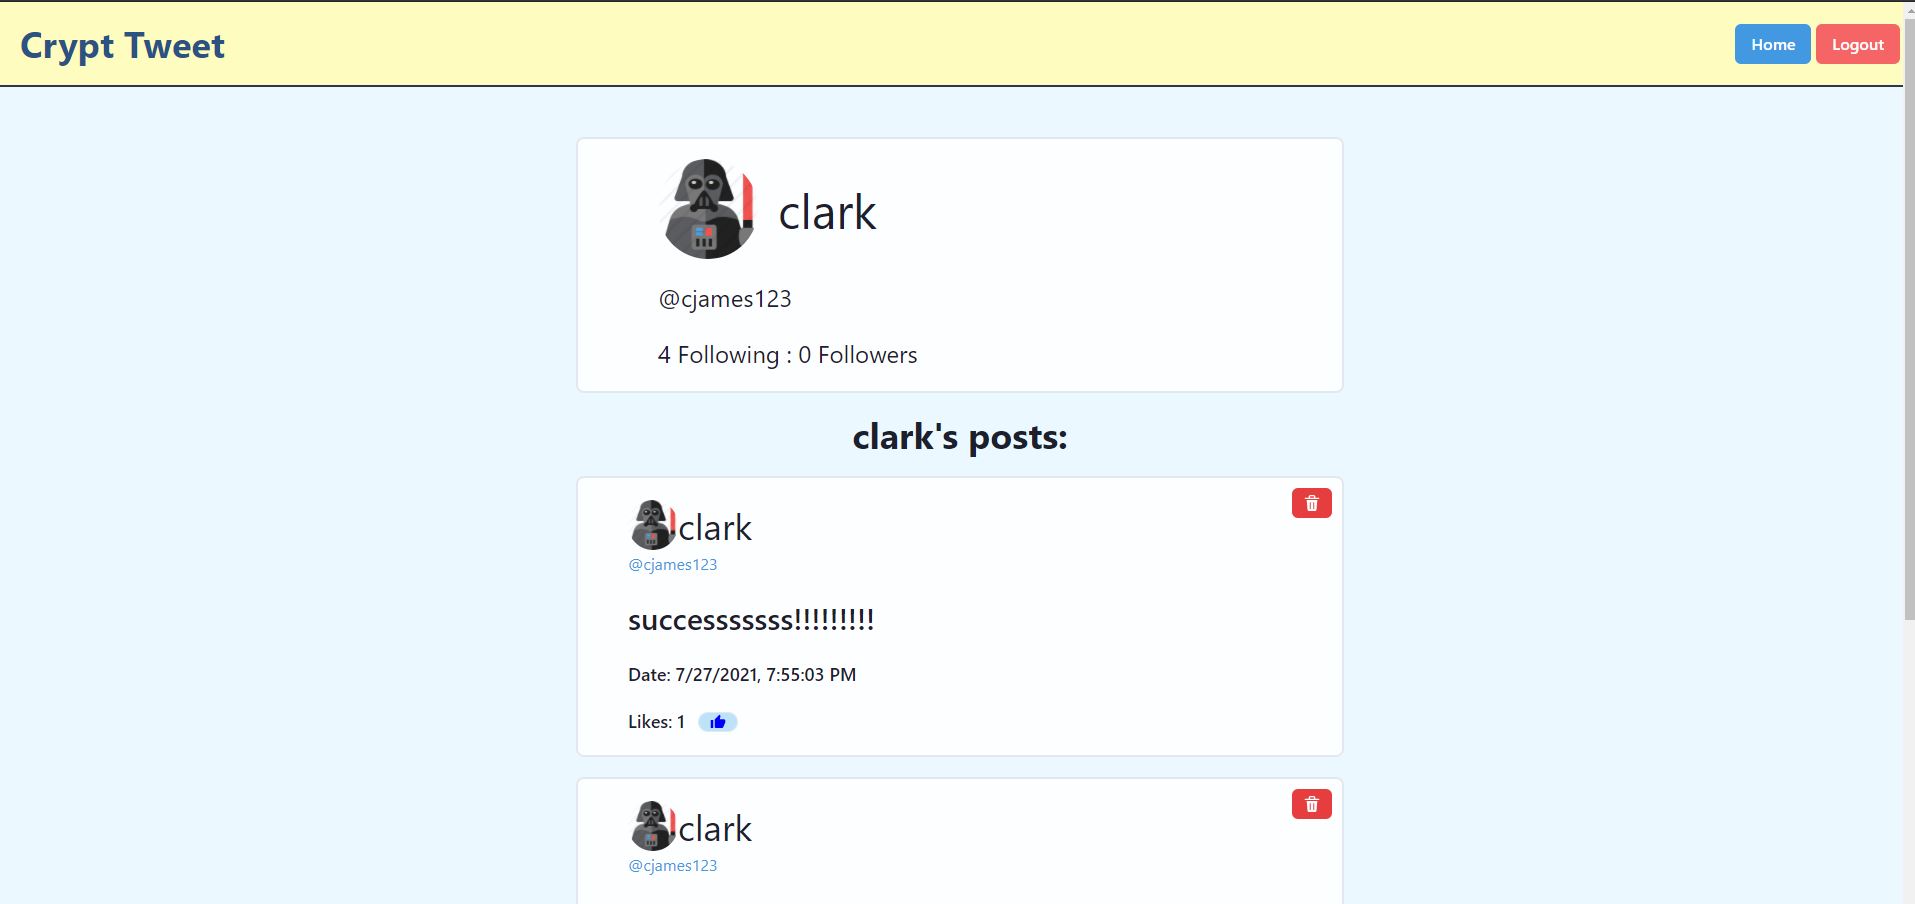 Crypt Tweet
Home
Logout
clark
@cjames123
4 Following : 0 Followers
clark's posts:
clark
@cjames123
successsssss!!!!!!!!!
Date: 7/27/2021, 7:55:03 PM
Likes: 1
clark
@cjames123